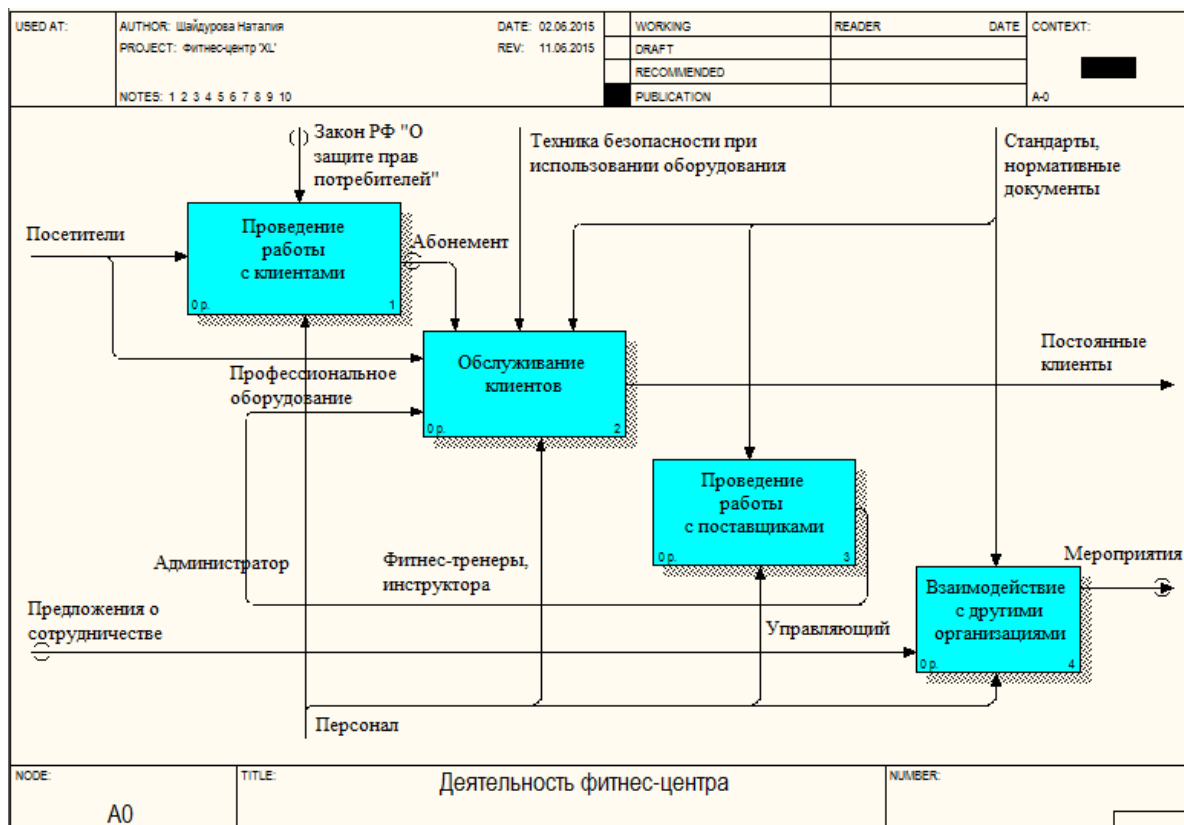 USED AT:
AUTHOR: Шайдурова Наталия
DATE: 02.06.2015
PROJECT: Фитнес-центр 'XL'
REV: 11.06.2015
NOTES: 1 2 3 4 5 6 7 8 9 10
WORKING
DRAFT
RECOMMENDED
PUBLICATION
READER
DATE
CONTEXT:
A-0
Закон РФ "О
защите прав
потребителей"
Техника безопасности при
использовании оборудования
Стандарты,
нормативные
документы
Посетители
Проведение
работы
с клиентами
0 р.
1
Абонемент
Обслуживание
клиентов
0 р.
2
Постоянные
клиенты
Профессиональное
оборудование
Проведение
работы
с поставщиками
0 р.
3
Администратор
Фитнес-тренеры,
инструктора
Мероприятия
Взаимодействие
с другими
организациями
0 р.
4
Предложения о
сотрудничестве
Управляющий
Персонал
NODE:
A0
TITLE:
Деятельность фитнес-центра
NUMBER: